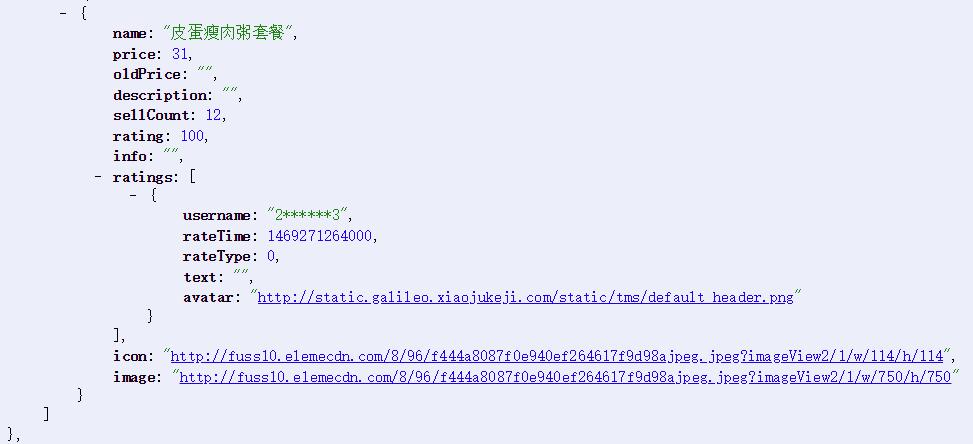 - {
name: "皮蛋瘦肉粥套餐",
price: 31,
oldPrice: "",
description: "",
sellCount: 12,
rating: 100,
info: "",
- ratings: [
- {
username: "2******3",
rateTime: 1469271264000,
rateType: 0,
text: "",
avatar: "http://static.galileo.xiaojukeji.com/static/tms/default_header.png"
}
],
icon: "http://fuss10.elemecdn.com/8/96/f444a8087f0e940ef264617f9d98ajpeg.jpeg?imageView2/1/w/114/h/114",
image: "http://fuss10.elemecdn.com/8/96/f444a8087f0e940ef264617f9d98ajpeg.jpeg?imageView2/1/w/750/h/750"
}
]
},